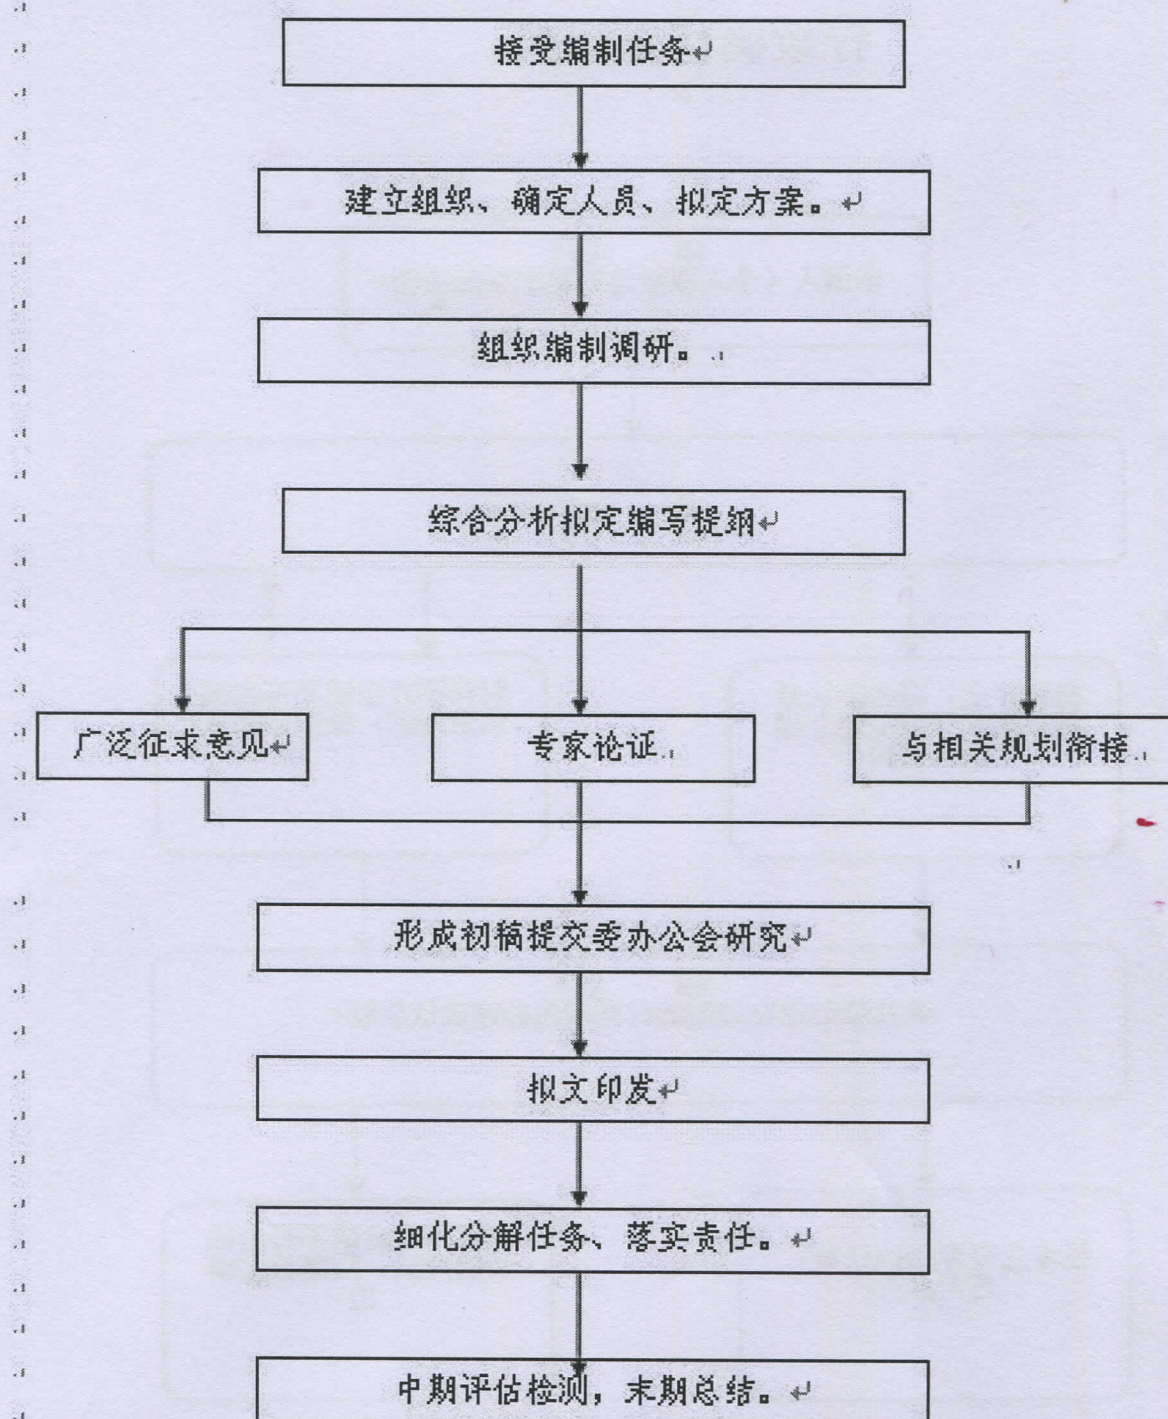 接受编制任务
建立组织、确定人员、拟定方案。
组织编制调研。
综合分析拟定编写提纲
广泛征求意见 专家论证 与相关规划衔接
形成初稿提交委办公会研究
拟文印发
细化分解任务、落实责任。
中期评估检测，末期总结。